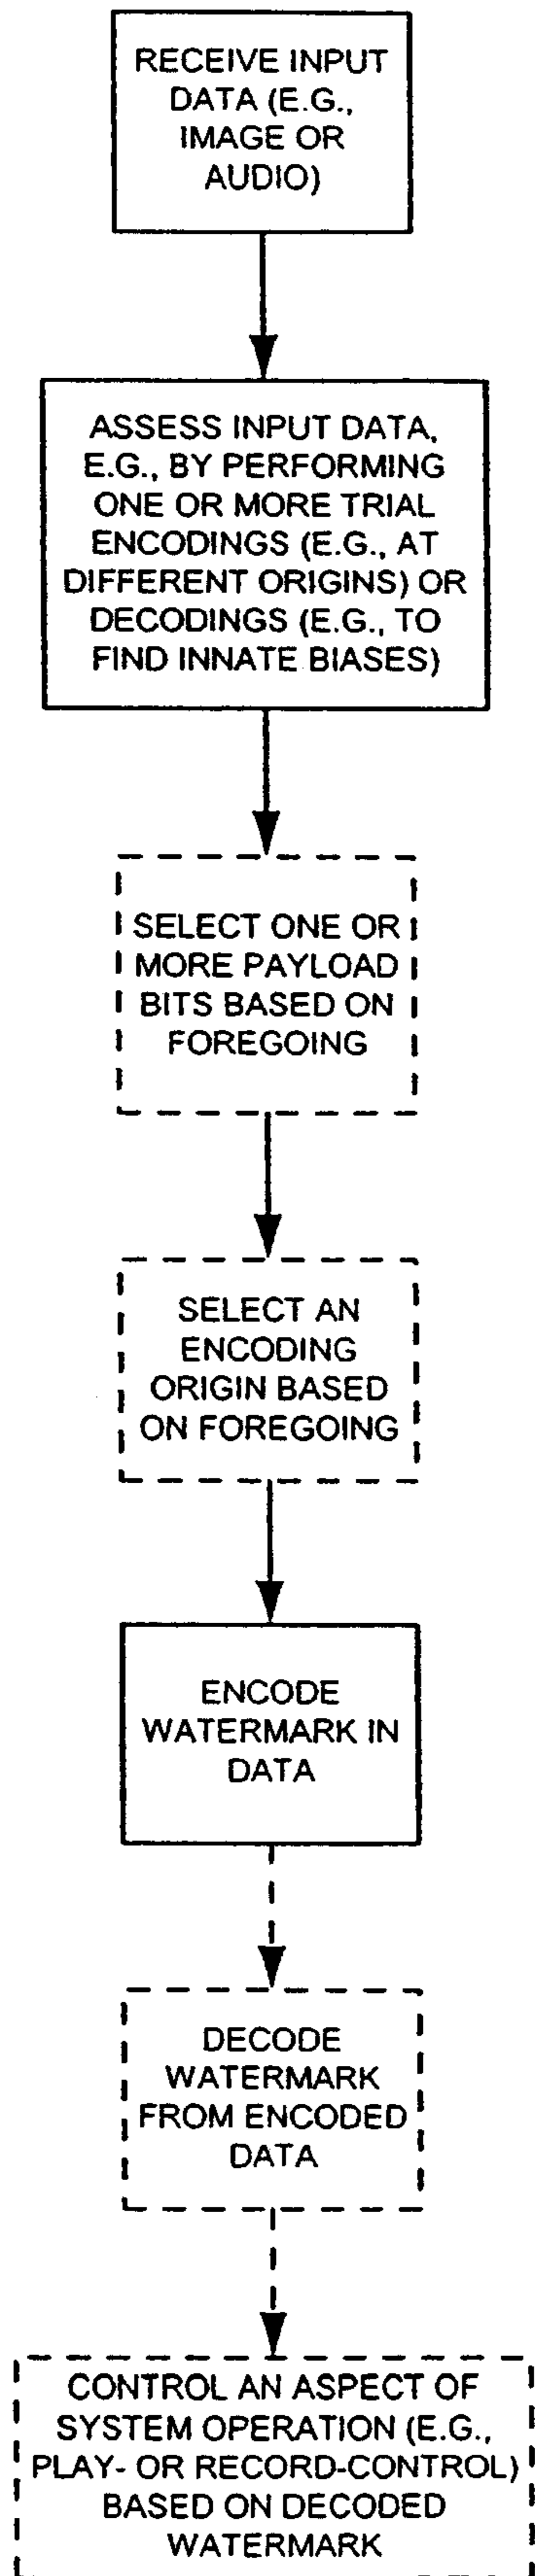 RECEIVE INPUT
DATA (E.G.,
IMAGE OR
AUDIO)
ASSESS INPUT DATA,
E.G., BY PERFORMING
ONE OR MORE TRIAL
ENCODINGS (E.G., AT
DIFFERENT ORIGINS) OR
DECODINGS (E.G., TO
FIND INNATE BIASES)
SELECT ONE OR
MORE PAYLOAD
BITS BASED ON
FOREGOING
SELECT AN
ENCODING
ORIGIN BASED
ON FOREGOING
ENCODE
WATERMARK IN
DATA
DECODE
WATERMARK
FROM ENCODED
DATA
CONTROL AN ASPECT OF
SYSTEM OPERATION (E.G.,
PLAY- OR RECORD-CONTROL)
BASED ON DECODED
WATERMARK